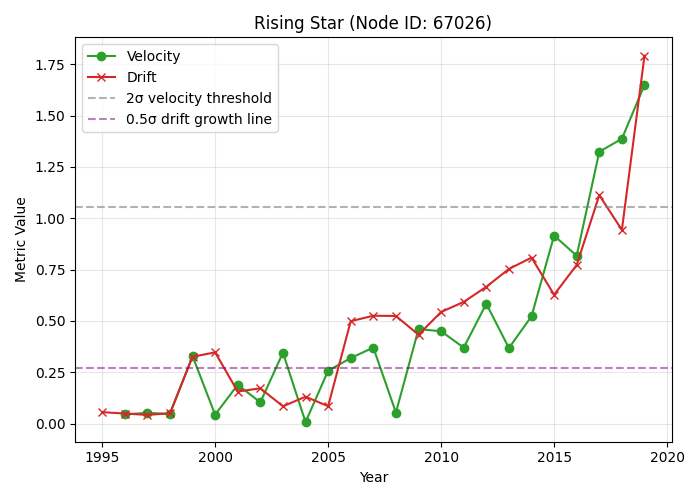 Rising Star (Node ID: 67026)
Velocity
Drift
2σ velocity threshold
0.5σ drift growth line
Metric Value
1.75
1.50
1.25
1.00
0.75
0.50
0.25
0.00
1995 2000 2005 2010 2015 2020
Year